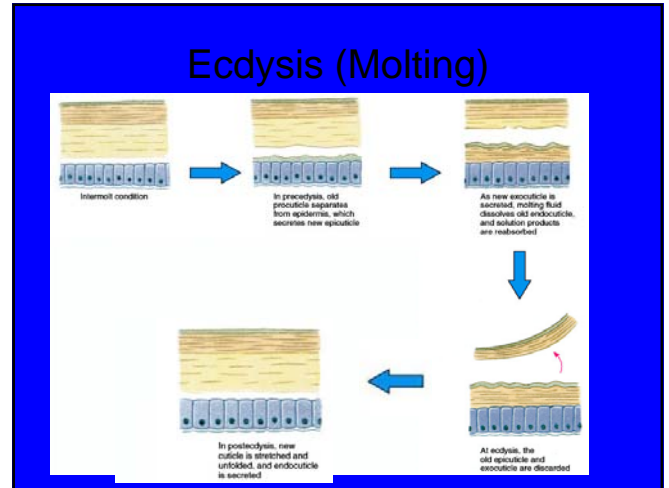 Ecdysis (Molting)
Intermolt condition
In precedysis, old
procuticle separates
from epidermis, which
secretes new epicuticle
As new exocuticle is
secreted, molting fluid
dissolves old endocuticle,
and solution products
are reabsorbed
At ecdysis, the
old epicuticle and
exocuticle are discarded
In postecdysis, new
cuticle is stretched and
unfolded, and endocuticle
is secreted